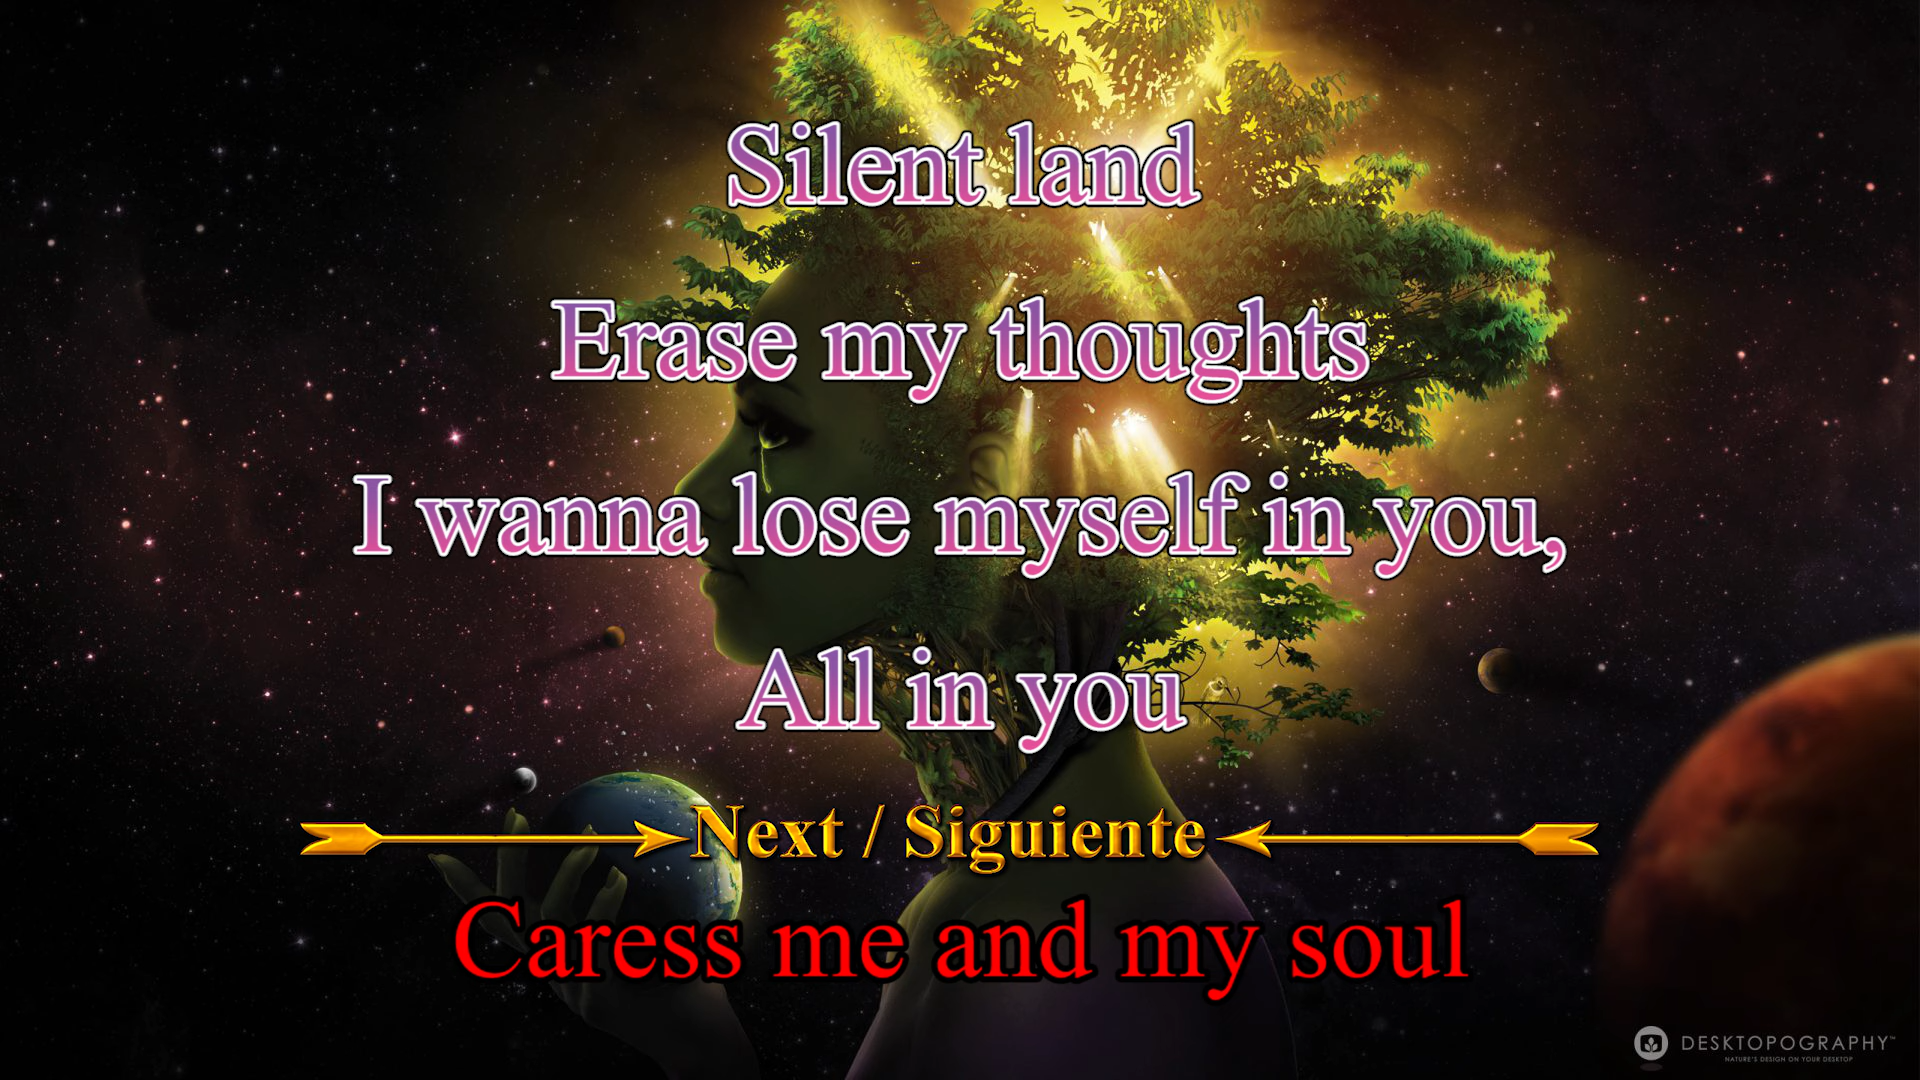 Silent land
Erase my thoughts
I wanna lose myself in you,
All in you
Next / Siguiente
Caress me and my soul
DESKTOPOGRAPHY™
NATURE'S DESIGN ON YOUR DESKTOP